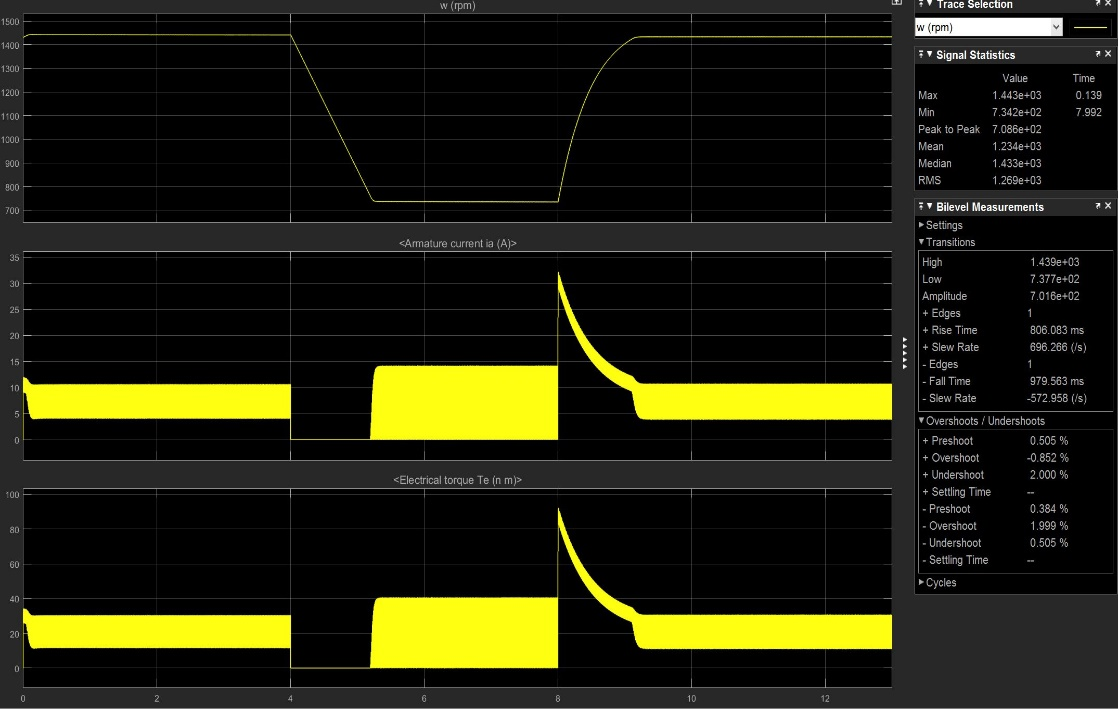 w (rpm)
1500
1400
1300
1200
1100
1000
900
800
700
<Armature current ia (A)>
35
30
25
20
15
10
5
0
<Electrical torque Te (n m)>
100
80
60
40
20
0
0 2 4 6 8 10 12
Trace Selection
w (rpm)
Signal Statistics
Value Time
Max 1.443e+03 0.139
Min 7.342e+02 7.992
Peak to Peak 7.086e+02
Mean 1.234e+03
Median 1.433e+03
RMS 1.269e+03
Bilevel Measurements
Settings
Transitions
High 1.439e+03
Low 7.377e+02
Amplitude 7.016e+02
+ Edges 1
+ Rise Time 806.083 ms
+ Slew Rate 696.266 (/s)
- Edges 1
- Fall Time 979.563 ms
- Slew Rate -572.958 (/s)
Overshoots / Undershoots
+ Preshoot 0.505 %
+ Overshoot -0.852 %
+ Undershoot 2.000 %
+ Settling Time --
- Preshoot 0.384 %
- Overshoot 1.999 %
- Undershoot 0.505 %
- Settling Time --
Cycles